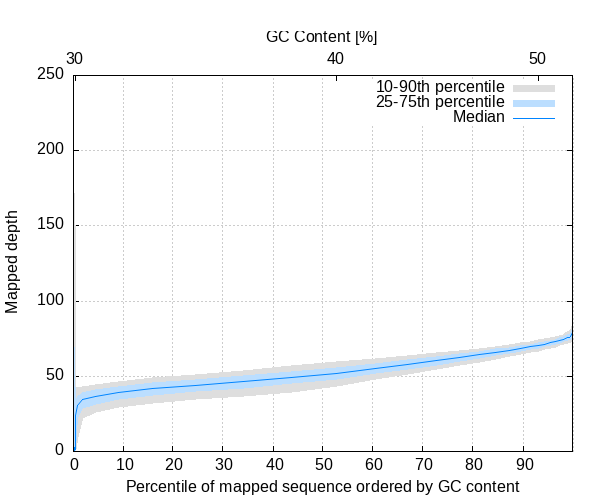 GC Content [%]
30 40 50
250
200
150
100
50
0
10-90th percentile
25-75th percentile
Median
Mapped depth
0 10 20 30 40 50 60 70 80 90
Percentile of mapped sequence ordered by GC content